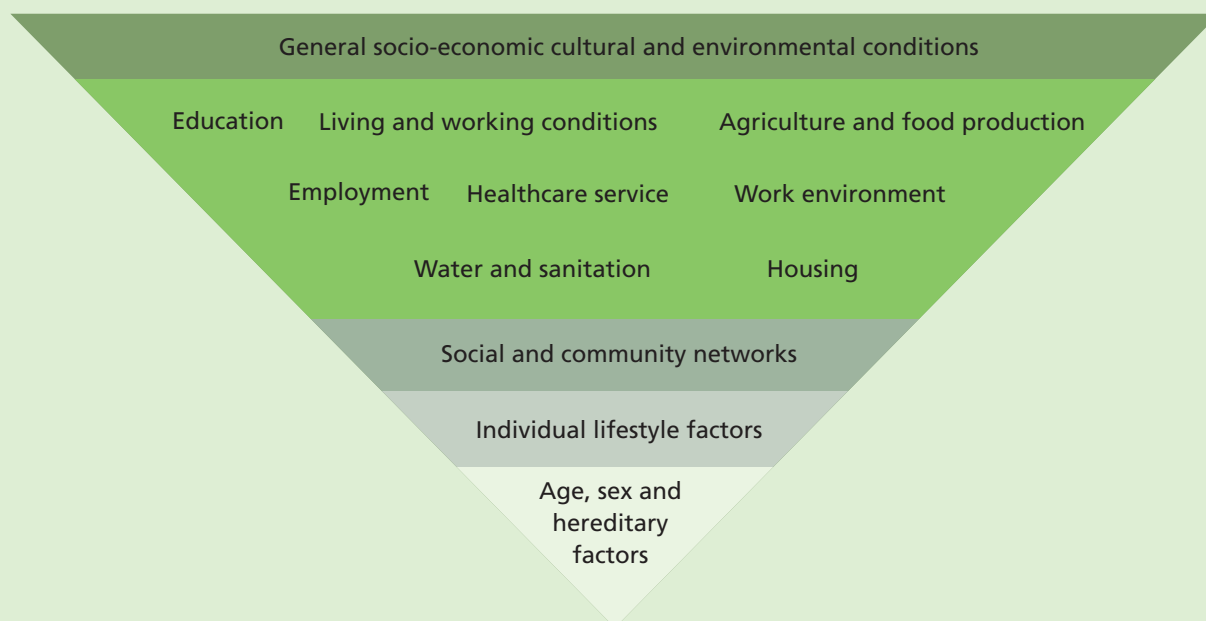 General socio-economic cultural and environmental conditions
Education Living and working conditions Agriculture and food production
Employment Healthcare service Work environment
Water and sanitation Housing
Social and community networks
Individual lifestyle factors
Age, sex and
hereditary
factors